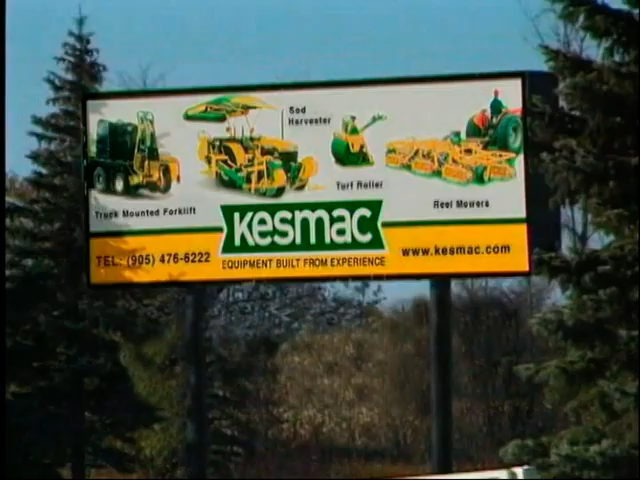 Sod
Harvester
Truck Mounted Forklift
Turf Roller
Reel Mowers
Kesmac
TEL: (905) 476-6222
EQUIPMENT BUILT FROM EXPERIENCE
www.kesmac.com